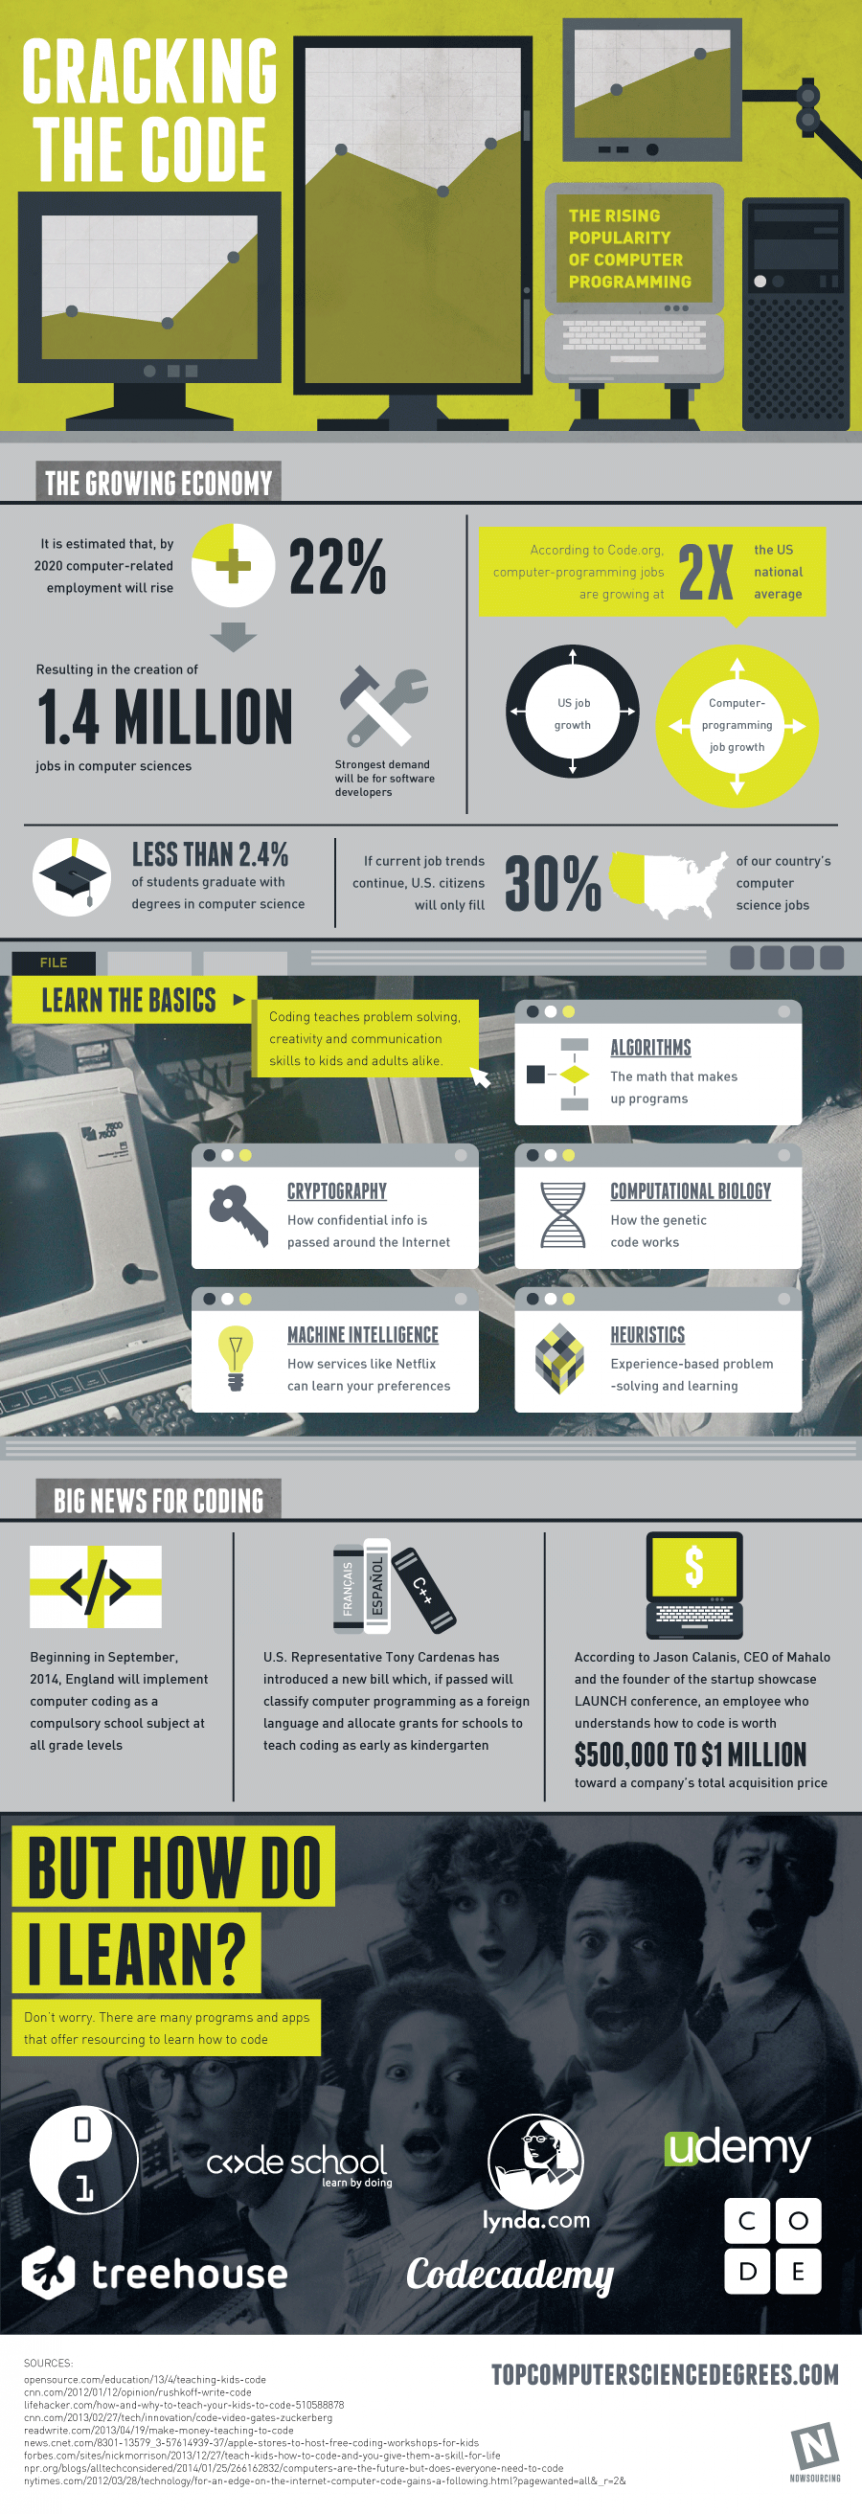 CRACKING
THE CODE
THE RISING
POPULARITY
OF COMPUTER
PROGRAMMING
THE GROWING ECONOMY
It is estimated that, by
2020 computer-related
employment will rise
22%
Resulting in the creation of
1.4 MILLION
jobs in computer sciences
Strongest demand
will be for software
developers
According to Code.org,
computer-programming jobs
are growing at
2X
the US
national
average
US job
growth
Computer-
programming
job growth
LESS THAN 2.4%
of students graduate with
degrees in computer science
If current job trends
continue, U.S. citizens
will only fill
30%
of our country's
computer
science jobs
FILE
LEARN THE BASICS
Coding teaches problem solving,
creativity and communication
skills to kids and adults alike.
ALGORITHMS
The math that makes
up programs
7600
7600
CRYPTOGRAPHY
How confidential info is
passed around the Internet
COMPUTATIONAL BIOLOGY
How the genetic
code works
MACHINE INTELLIGENCE
How services like Netflix
can learn your preferences
HEURISTICS
Experience-based problem
-solving and learning
BIG NEWS FOR CODING
</>
Beginning in September,
2014, England will implement
computer coding as a
compulsory school subject at
all grade levels
FRANÇAIS
ESPAÑOL
C++
U.S. Representative Tony Cardenas has
introduced a new bill which, if passed will
classify computer programming as a foreign
language and allocate grants for schools to
teach coding as early as kindergarten
$
According to Jason Calanis, CEO of Mahalo
and the founder of the startup showcase
LAUNCH conference, an employee who
understands how to code is worth
$500,000 TO $1 MILLION
toward a company's total acquisition price
BUT HOW DO
I LEARN?
Don't worry. There are many programs and apps
that offer resourcing to learn how to code
0
1
c<>de school
learn by doing
lynda.com
udemy
treehouse
Codecademy
C O
D E
SOURCES:
opensource.com/education/13/4/teaching-kids-code
cnn.com/2012/01/12/opinion/rushkoff-write-code
lifehacker.com/how-and-why-to-teach-your-kids-to-code-510588878
cnn.com/2013/02/27/tech/innovation/code-video-gates-zuckerberg
readwrite.com/2013/04/19/make-money-teaching-to-code
news.cnet.com/8301-13579_3-57614939-37/apple-stores-to-host-free-coding-workshops-for-kids
forbes.com/sites/nickmorrison/2013/12/27/teach-kids-how-to-code-and-you-give-them-a-skill-for-life
npr.org/blogs/alltechconsidered/2014/01/25/266162832/computers-are-the-future-but-does-everyone-need-to-code
nytimes.com/2012/03/28/technology/for-an-edge-on-the-internet-computer-code-gains-a-following.html?pagewanted=all&_r=2&
TOPCOMPUTERSCIENCEDEGREES.COM
N
NOWSOURCING